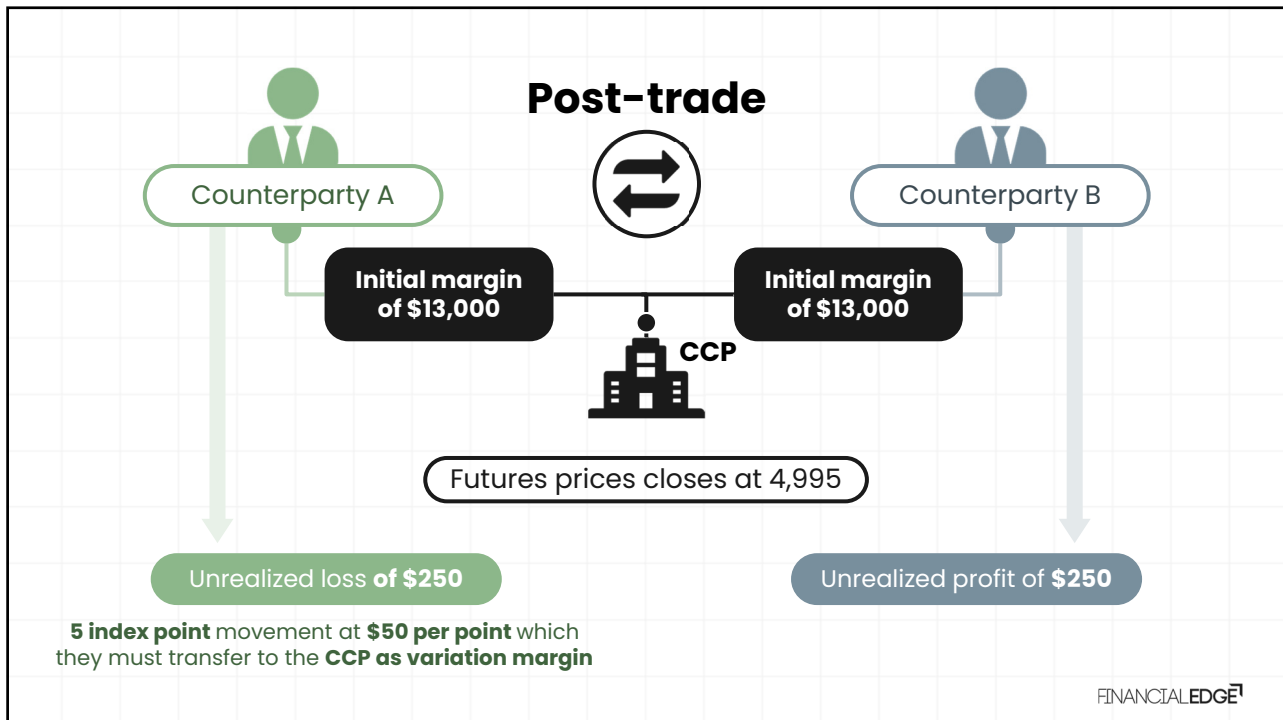 Post-trade
Counterparty A
Counterparty B
Initial margin
of $13,000
Initial margin
of $13,000
CCP
Futures prices closes at 4,995
Unrealized loss of $250
Unrealized profit of $250
5 index point movement at $50 per point which
they must transfer to the CCP as variation margin
FINANCIALEDGE